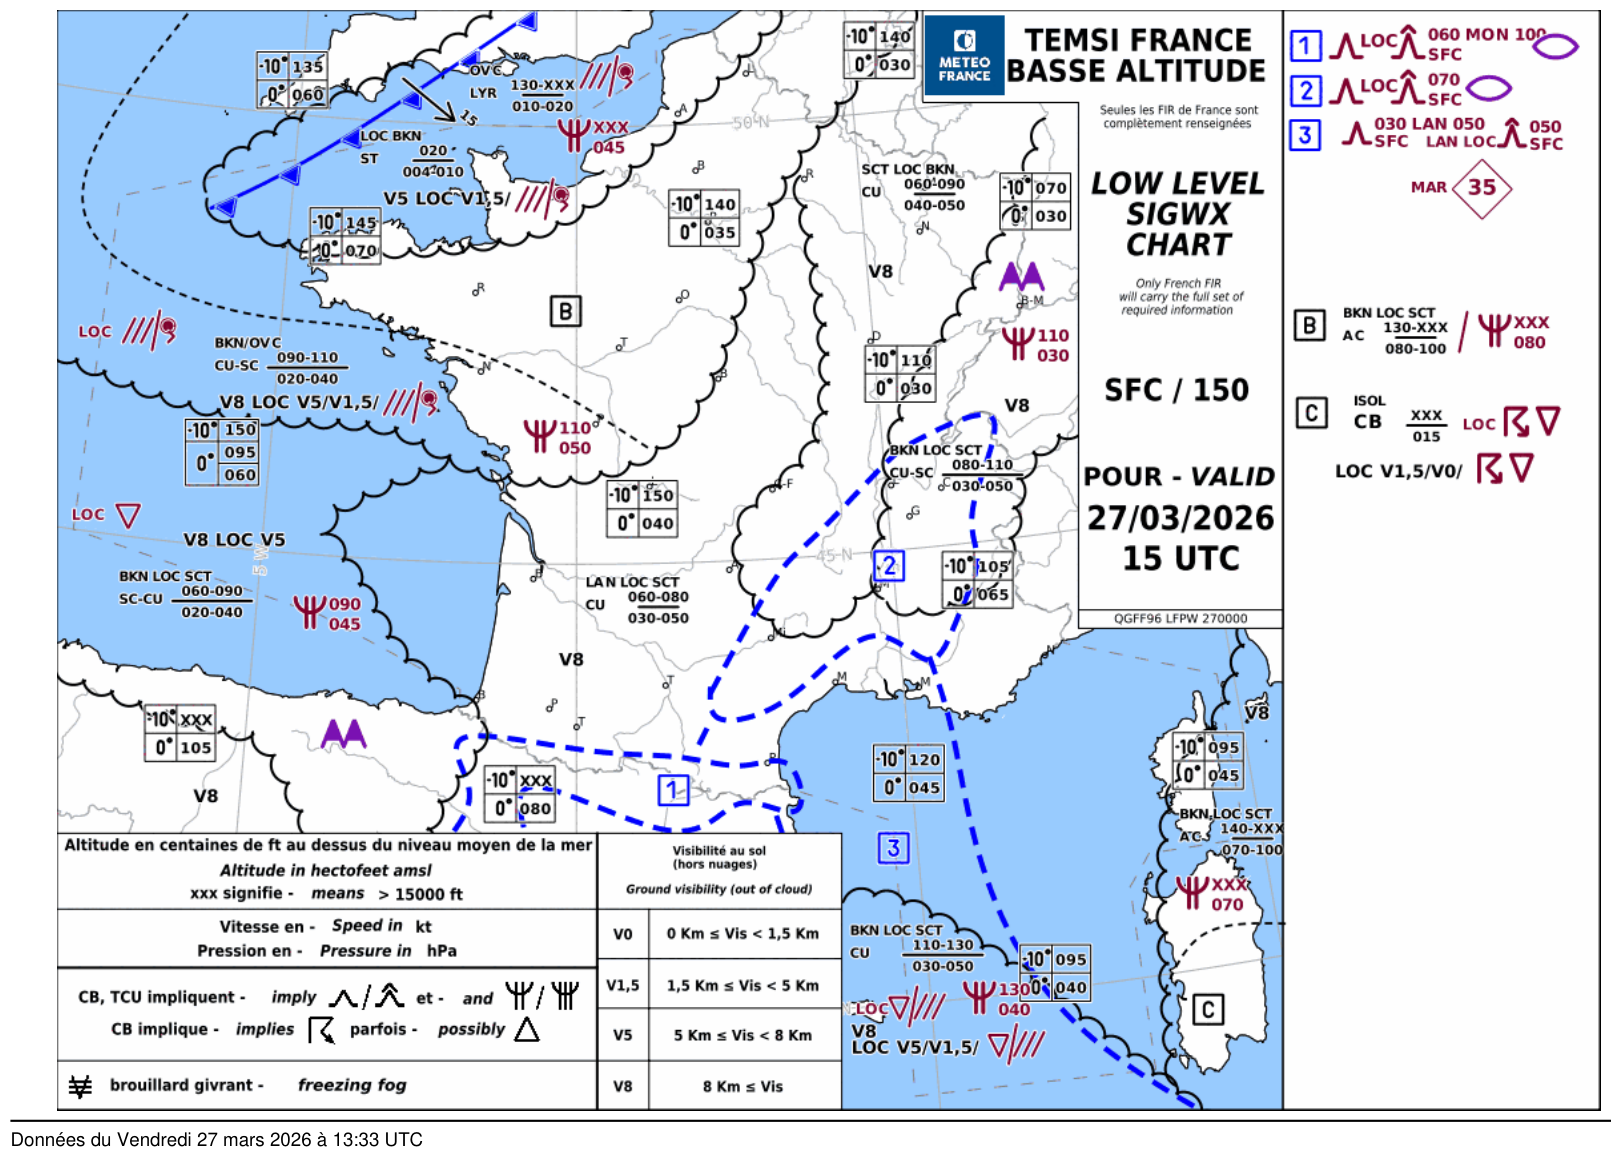 METEO
FRANCE
TEMSI FRANCE
BASSE ALTITUDE
Seules les FIR de France sont
complètement renseignées
LOW LEVEL
SIGWX
CHART
Only French FIR
will carry the full set of
required information
SFC / 150
POUR - VALID
27/03/2026
15 UTC
QGFF96 LFPW 270000
1 LOC 060 MON 100
SFC
2 LOC 070
SFC
3 030 LAN 050 050
SFC LAN LOC SFC
MAR 35
B BKN LOC SCT
AC 130-XXX
080-100
XXX
080
C ISOL
CB XXX
015
LOC
LOC V1,5/V0/
-10° 135
0° 060
OVC
LYR 130-XXX
010-020
15
XXX
045
LOC BKN
ST 020
004-010
V5 LOC V1,5/
-10° 145
0° 070
-10° 140
0° 030
50°N
-10° 140
0° 035
SCT LOC BKN
CU 060-090
040-050
-10° 070
0° 030
V8
B-M
110
030
B
LOC
BKN/OVC
CU-SC 090-110
020-040
V8 LOC V5/V1,5/
-10° 110
0° 030
V8
110
050
-10° 150
0° 095
060
BKN LOC SCT
CU-SC 080-110
030-050
-10° 150
0° 040
LOC
V8 LOC V5
5 W
45 N
BKN LOC SCT
SC-CU 060-090
020-040
090
045
LAN LOC SCT
CU 060-080
030-050
2
-10° 105
0° 065
V8
-10° XXX
0° 105
V8
-10° XXX
0° 080
1
-10° 120
0° 045
V8
-10° 095
0° 045
BKN LOC SCT
AC 140-XXX
070-100
3
XXX
070
BKN LOC SCT
CU 110-130
030-050
-10° 095
0° 040
LOC
130
040
C
V8
LOC V5/V1,5/
Altitude en centaines de ft au dessus du niveau moyen de la mer
Altitude in hectofeet amsl
xxx signifie - means > 15000 ft
Vitesse en - Speed in kt
Pression en - Pressure in hPa
CB, TCU impliquent - imply / et - and /
CB implique - implies parfois - possibly
brouillard givrant - freezing fog
Visibilité au sol
(hors nuages)
Ground visibility (out of cloud)
V0 0 Km ≤ Vis < 1,5 Km
V1,5 1,5 Km ≤ Vis < 5 Km
V5 5 Km ≤ Vis < 8 Km
V8 8 Km ≤ Vis
Données du Vendredi 27 mars 2026 à 13:33 UTC